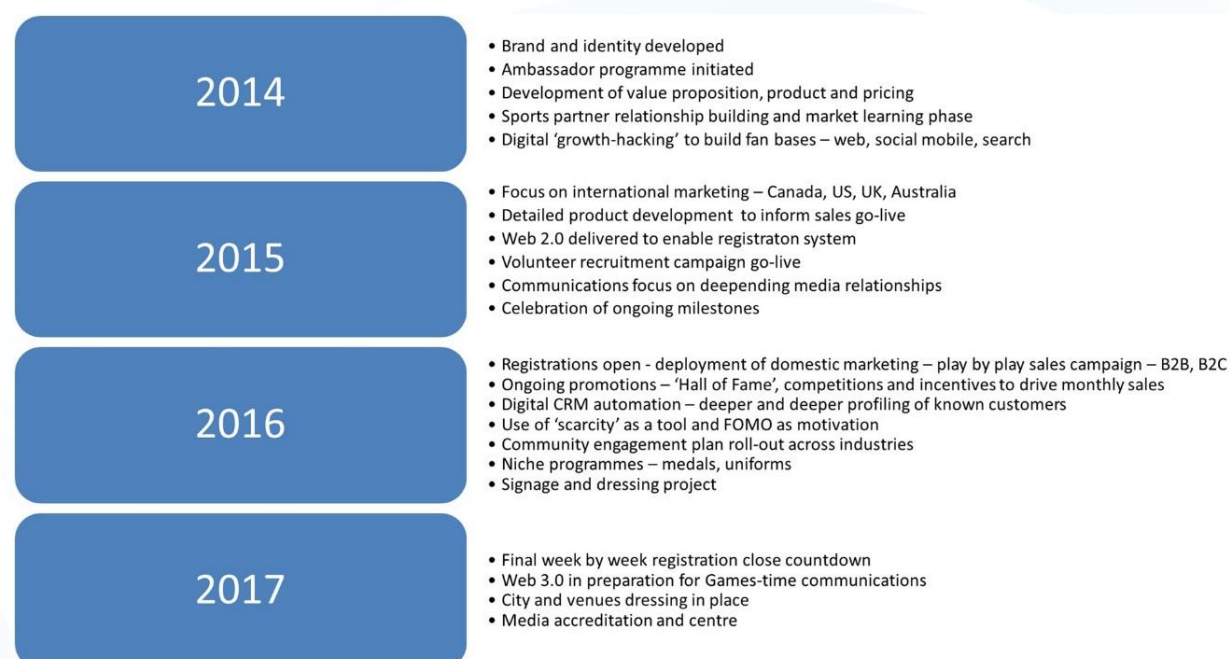 2014
• Brand and identity developed
• Ambassador programme initiated
• Development of value proposition, product and pricing
• Sports partner relationship building and market learning phase
• Digital ‘growth-hacking’ to build fan bases – web, social mobile, search
2015
• Focus on international marketing – Canada, US, UK, Australia
• Detailed product development to inform sales go-live
• Web 2.0 delivered to enable registraton system
• Volunteer recruitment campaign go-live
• Communications focus on deepending media relationships
• Celebration of ongoing milestones
2016
• Registrations open - deployment of domestic marketing – play by play sales campaign – B2B, B2C
• Ongoing promotions – ‘Hall of Fame’, competitions and incentives to drive monthly sales
• Digital CRM automation – deeper and deeper profiling of known customers
• Use of ‘scarcity’ as a tool and FOMO as motivation
• Community engagement plan roll-out across industries
• Niche programmes – medals, uniforms
• Signage and dressing project
2017
• Final week by week registration close countdown
• Web 3.0 in preparation for Games-time communications
• City and venues dressing in place
• Media accreditation and centre